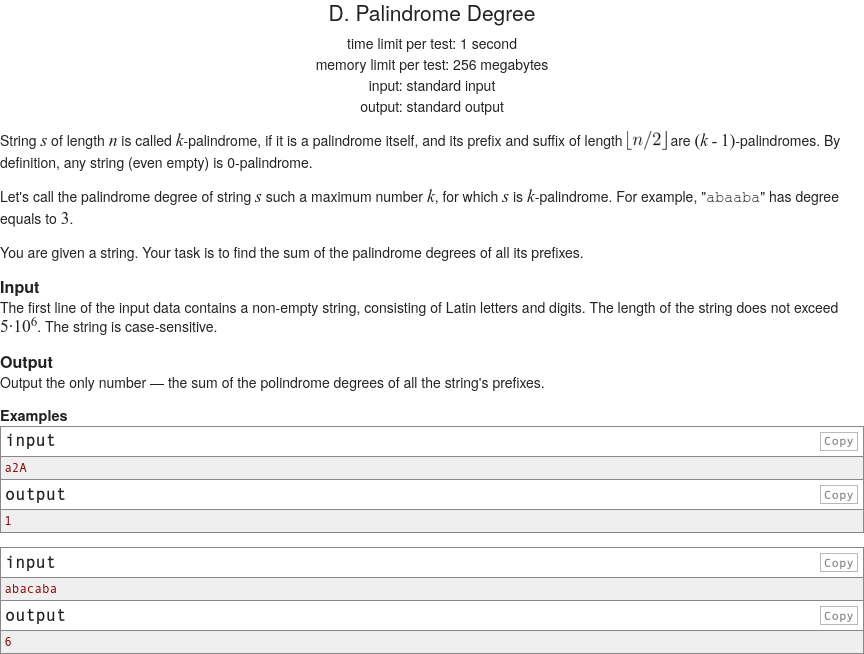 D. Palindrome Degree
time limit per test: 1 second
memory limit per test: 256 megabytes
input: standard input
output: standard output
String s of length n is called k-palindrome, if it is a palindrome itself, and its prefix and suffix of length ⌊n/2⌋ are (k - 1)-palindromes. By
definition, any string (even empty) is 0-palindrome.
Let's call the palindrome degree of string s such a maximum number k, for which s is k-palindrome. For example, "abaaba" has degree
equals to 3.
You are given a string. Your task is to find the sum of the palindrome degrees of all its prefixes.
Input
The first line of the input data contains a non-empty string, consisting of Latin letters and digits. The length of the string does not exceed
5·10⁶. The string is case-sensitive.
Output
Output the only number — the sum of the polindrome degrees of all the string's prefixes.
Examples
input Copy
a2A
output Copy
1
input Copy
abacaba
output Copy
6